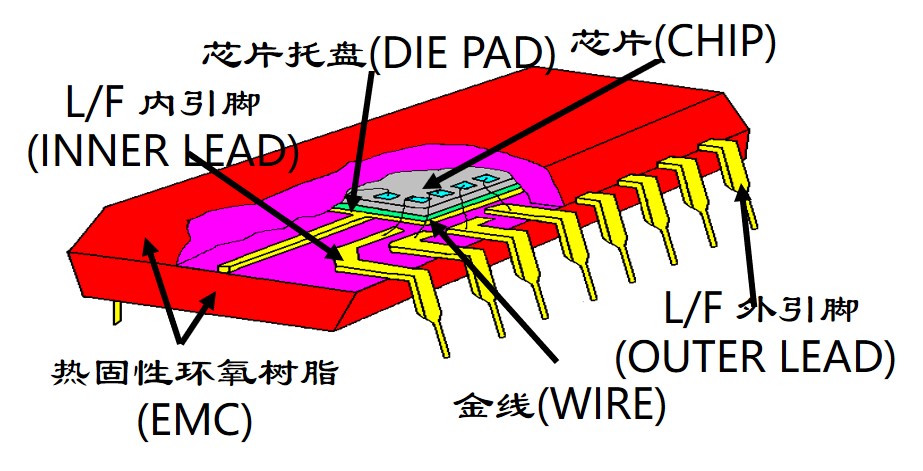 芯片托盘(DIE PAD)
芯片(CHIP)
L/F 内引脚
(INNER LEAD)
L/F 外引脚
(OUTER LEAD)
热固性环氧树脂
(EMC)
金线(WIRE)